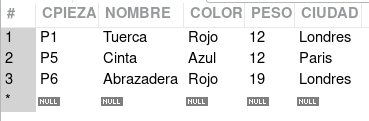 # CPIEZA NOMBRE COLOR PESO CIUDAD
1 P1 Tuerca Rojo 12 Londres
2 P5 Cinta Azul 12 Paris
3 P6 Abrazadera Rojo 19 Londres
* NULL NULL NULL NULL NULL